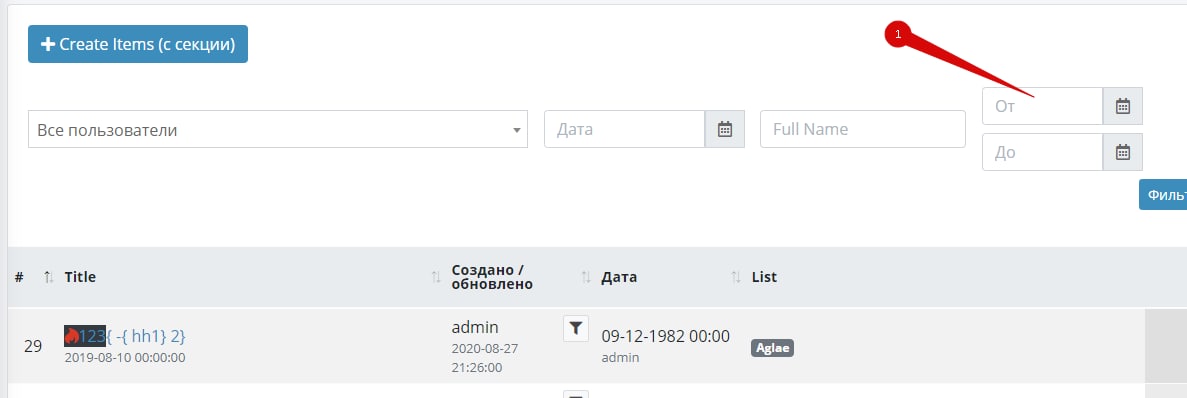 Create Items (с секции)
1
Все пользователи
Дата
Full Name
От
До
Филь
#
Title
Создано /
обновлено
Дата
List
29
123{ -{ hh1} 2}
2019-08-10 00:00:00
admin
2020-08-27
21:26:00
09-12-1982 00:00
admin
Aglae